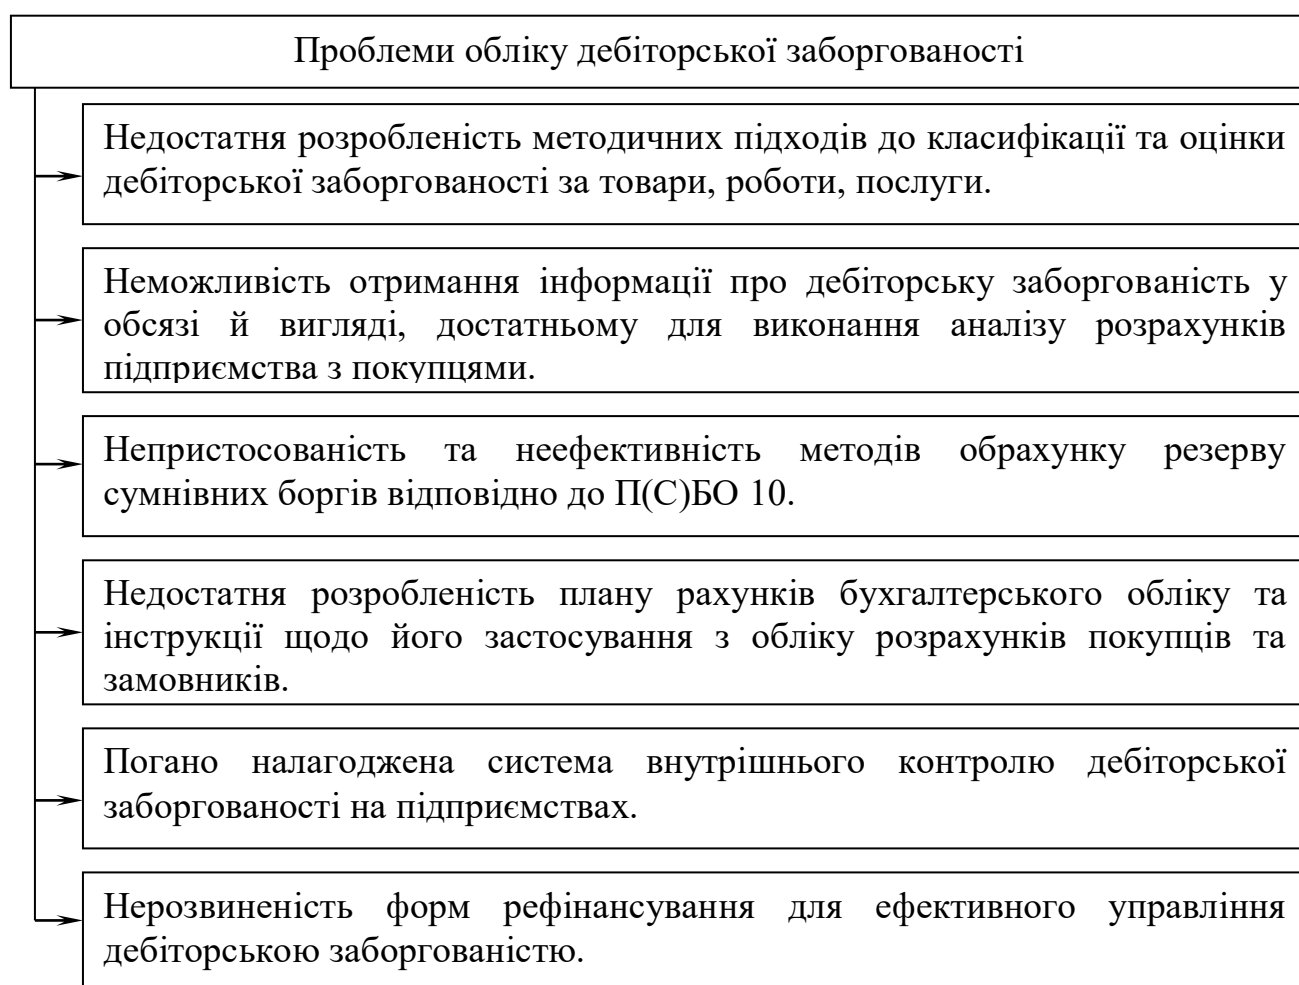 Проблеми обліку дебіторської заборгованості
Недостатня розробленість методичних підходів до класифікації та оцінки
дебіторської заборгованості за товари, роботи, послуги.
Неможливість отримання інформації про дебіторську заборгованість у
обсязі й вигляді, достатньому для виконання аналізу розрахунків
підприємства з покупцями.
Непристосованість та неефективність методів обрахунку резерву
сумнівних боргів відповідно до П(С)БО 10.
Недостатня розробленість плану рахунків бухгалтерського обліку та
інструкції щодо його застосування з обліку розрахунків покупців та
замовників.
Погано налагоджена система внутрішнього контролю дебіторської
заборгованості на підприємствах.
Нерозвиненість форм рефінансування для ефективного управління
дебіторською заборгованістю.